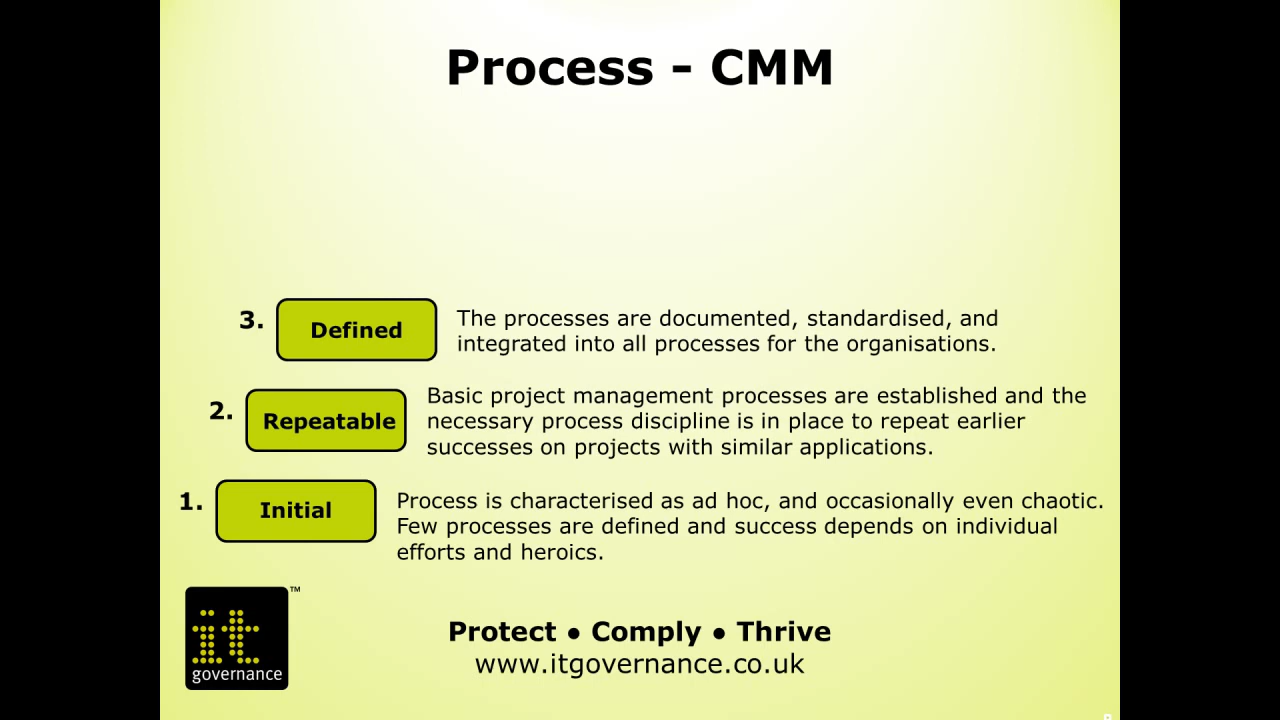 Process - CMM
3.
Defined
The processes are documented, standardised, and
integrated into all processes for the organisations.
2.
Repeatable
Basic project management processes are established and the
necessary process discipline is in place to repeat earlier
successes on projects with similar applications.
1.
Initial
Process is characterised as ad hoc, and occasionally even chaotic.
Few processes are defined and success depends on individual
efforts and heroics.
it
governance
™
Protect ● Comply ● Thrive
www.itgovernance.co.uk